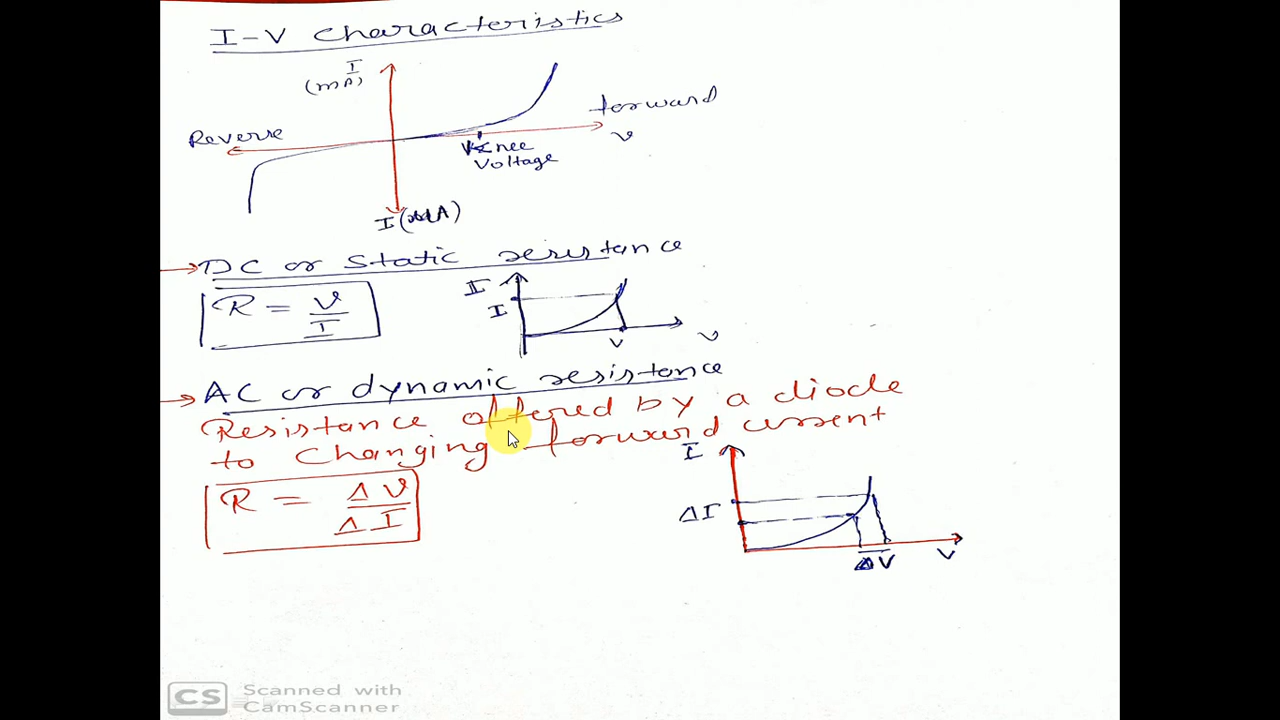 I-V characteristics
I
(mA)
forward
V
Reverse
Knee
Voltage
I (A)
DC or static resistance
R = V/I
I
I
V
V
AC or dynamic resistance
Resistance offered by a diode
to changing forward current
R = ΔV/ΔI
I
ΔI
ΔV
V
CS
Scanned with
CamScanner